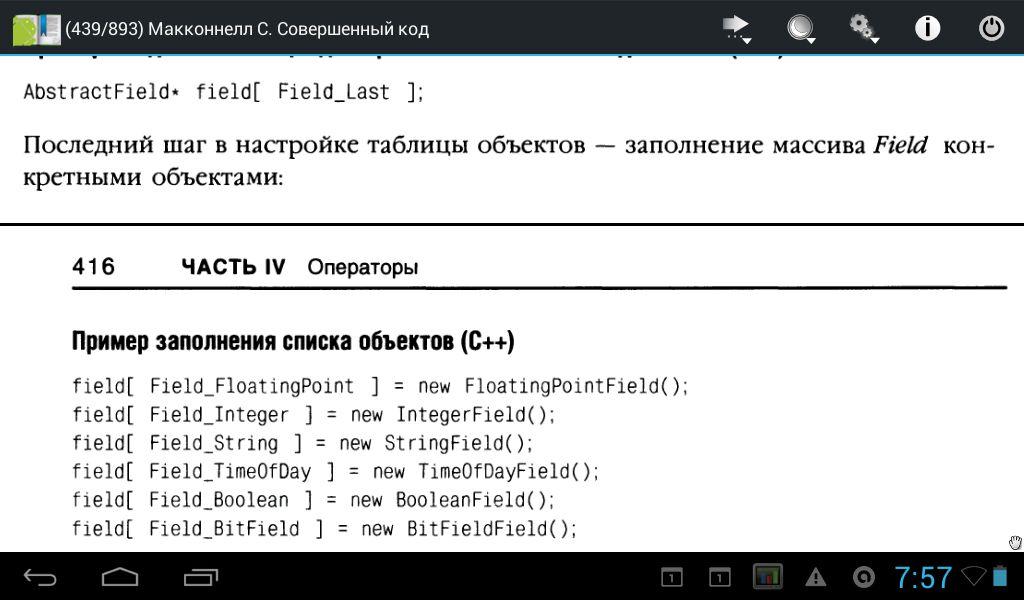 (439/893) Макконнелл С. Совершенный код
AbstractField* field[ Field_Last ];
Последний шаг в настройке таблицы объектов — заполнение массива Field кон-
кретными объектами:
416 ЧАСТЬ IV Операторы
Пример заполнения списка объектов (C++)
field[ Field_FloatingPoint ] = new FloatingPointField();
field[ Field_Integer ] = new IntegerField();
field[ Field_String ] = new StringField();
field[ Field_TimeOfDay ] = new TimeOfDayField();
field[ Field_Boolean ] = new BooleanField();
field[ Field_BitField ] = new BitFieldField();
1 1 7:57